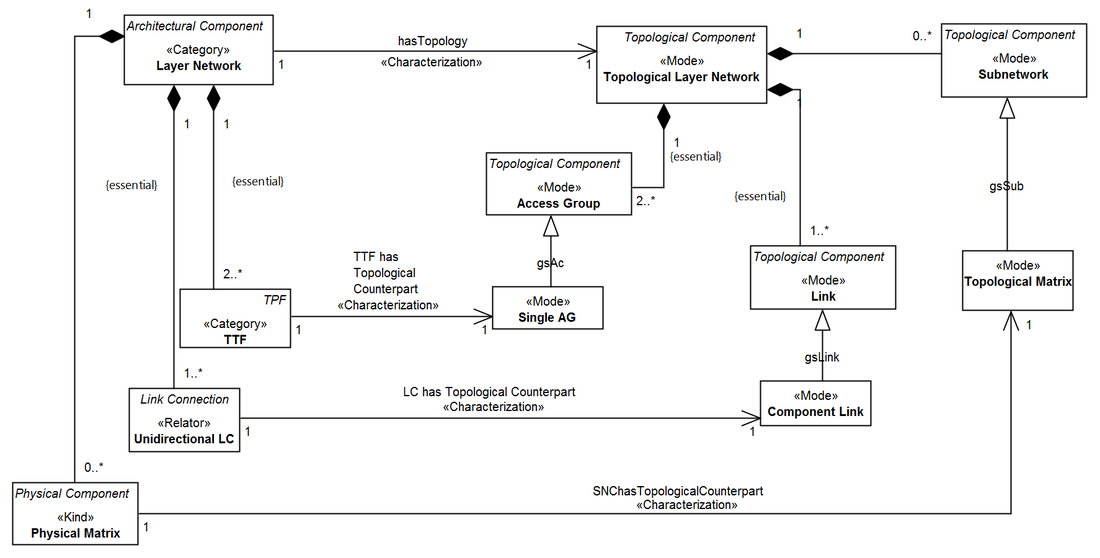 1
Architectural Component
«Category»
Layer Network
1
hasTopology
«Characterization»
1
Topological Component
«Mode»
Topological Layer Network
1
0..*
Topological Component
«Mode»
Subnetwork
1
1
{essential}
{essential}
1
{essential}
1
{essential}
Topological Component
«Mode»
Access Group
2..*
gsAc
gsSub
1..*
Topological Component
«Mode»
Link
«Mode»
Topological Matrix
1
2..*
TPF
«Category»
TTF
1
TTF has
Topological
Counterpart
«Characterization»
1
«Mode»
Single AG
gsLink
1..*
Link Connection
«Relator»
Unidirectional LC
1
LC has Topological Counterpart
«Characterization»
1
«Mode»
Component Link
0..*
Physical Component
«Kind»
Physical Matrix
1
SNChasTopologicalCounterpart
«Characterization»